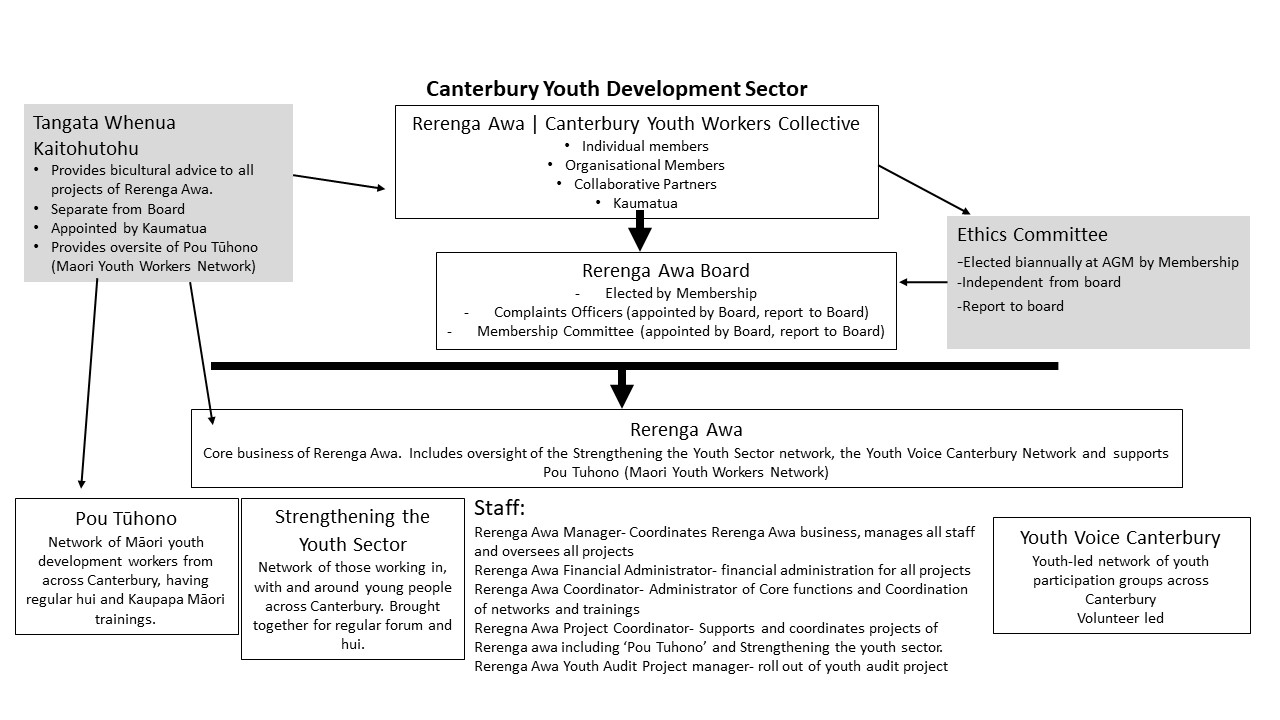 Canterbury Youth Development Sector
Tangata Whenua
Kaitohutohu
• Provides bicultural advice to all
projects of Rerenga Awa.
• Separate from Board
• Appointed by Kaumatua
• Provides oversite of Pou Tūhono
(Maori Youth Workers Network)
Rerenga Awa | Canterbury Youth Workers Collective
• Individual members
• Organisational Members
• Collaborative Partners
• Kaumatua
Ethics Committee
-Elected biannually at AGM by Membership
-Independent from board
-Report to board
Rerenga Awa Board
- Elected by Membership
- Complaints Officers (appointed by Board, report to Board)
- Membership Committee (appointed by Board, report to Board)
Rerenga Awa
Core business of Rerenga Awa. Includes oversight of the Strengthening the Youth Sector network, the Youth Voice Canterbury Network and supports
Pou Tuhono (Maori Youth Workers Network)
Pou Tūhono
Network of Māori youth
development workers from
across Canterbury, having
regular hui and Kaupapa Māori
trainings.
Strengthening the
Youth Sector
Network of those working in,
with and around young people
across Canterbury. Brought
together for regular forum and
hui.
Staff:
Rerenga Awa Manager- Coordinates Rerenga Awa business, manages all staff
and oversees all projects
Rerenga Awa Financial Administrator- financial administration for all projects
Rerenga Awa Coordinator- Administrator of Core functions and Coordination
of networks and trainings
Reregna Awa Project Coordinator- Supports and coordinates projects of
Rerenga awa including ‘Pou Tuhono’ and Strengthening the youth sector.
Rerenga Awa Youth Audit Project manager- roll out of youth audit project
Youth Voice Canterbury
Youth-led network of youth
participation groups across
Canterbury
Volunteer led